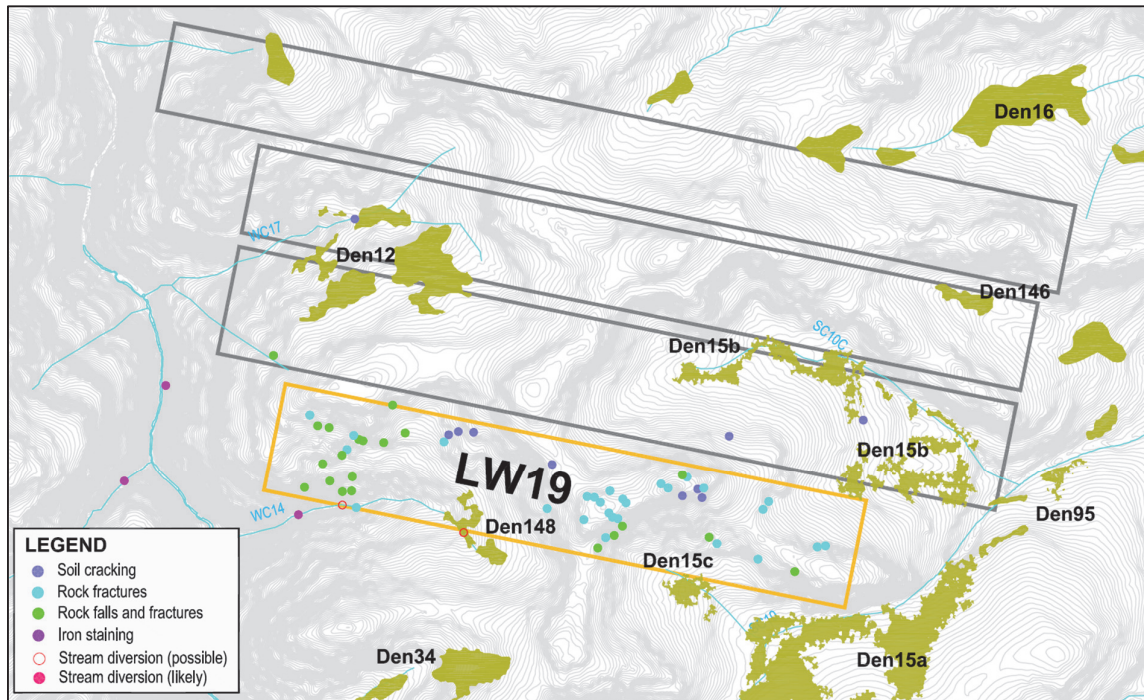 Den16
WC17
Den12
Den146
SC10C
Den15b
Den15b
LW19
Den95
WC14
Den148
Den15c
Den34
Den15a
LEGEND
Soil cracking
Rock fractures
Rock falls and fractures
Iron staining
Stream diversion (possible)
Stream diversion (likely)